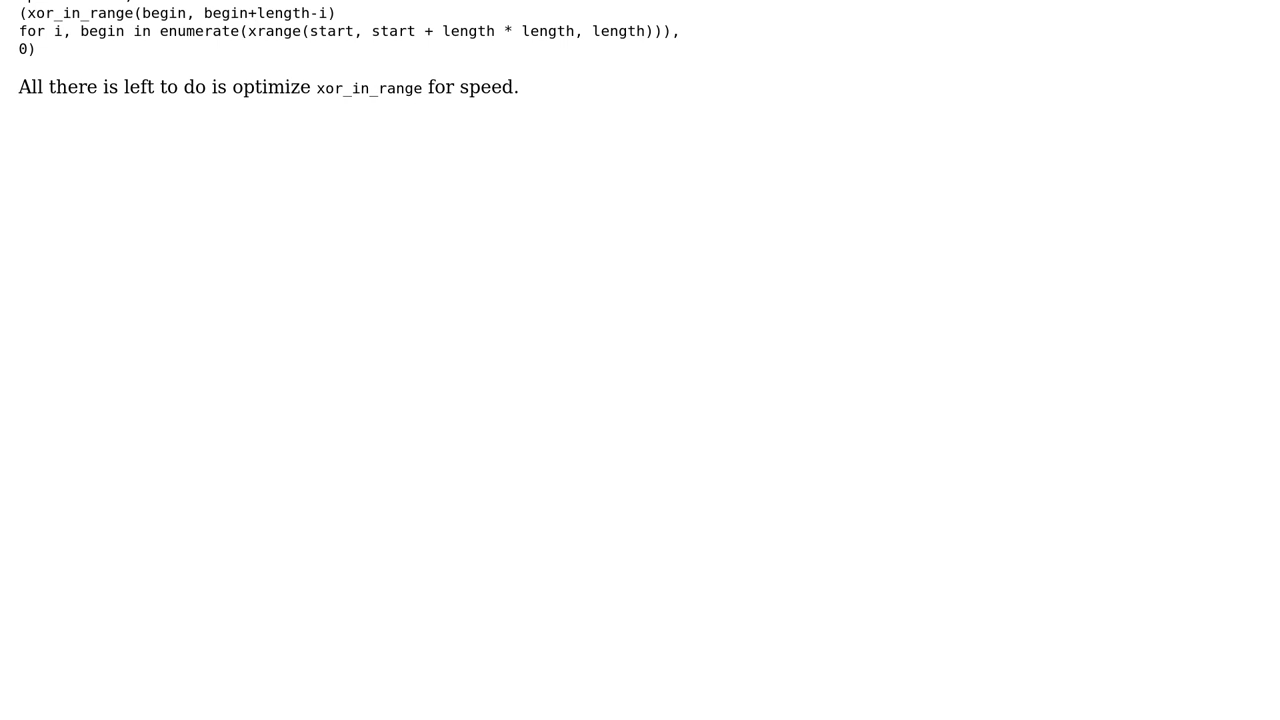 (xor_in_range(begin, begin+length-i)
for i, begin in enumerate(xrange(start, start + length * length, length))),
0)
All there is left to do is optimize xor_in_range for speed.